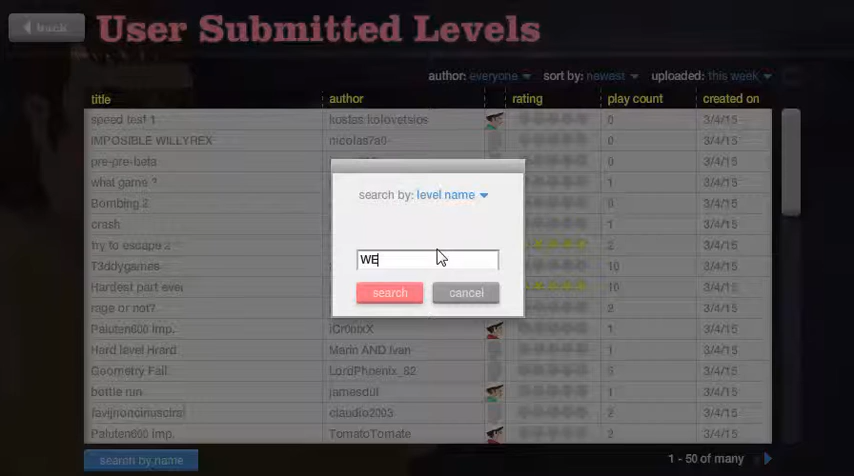 back User Submitted Levels
author: everyone sort by: newest uploaded: this week
title author rating play count created on
speed test 1 kostas kolovetsios 0 3/4/15
IMPOSIBLE WILLYREX nicolas7a9 0 3/4/15
pre-pre-beta 0 3/4/15
what game ? 1 3/4/15
Bombing 2 0 3/4/15
crash 1 3/4/15
try to escape 2 2 3/4/15
T3ddygames 10 3/4/15
Hardest part ever 10 3/4/15
rage or not? 2 3/4/15
Paluten600 imp. iCr0nixX 1 3/4/15
Hard level Hrard Marin AND Ivan 1 3/4/15
Geometry Fail LordPhoenix_82 3/4/15
bottle run jamesdul 1 3/4/15
claudio2003 2 3/4/15
Paluten600 imp. TomatoTomate 2 3/4/15
search by: level name
WE
search cancel
search by name 1 - 50 of many